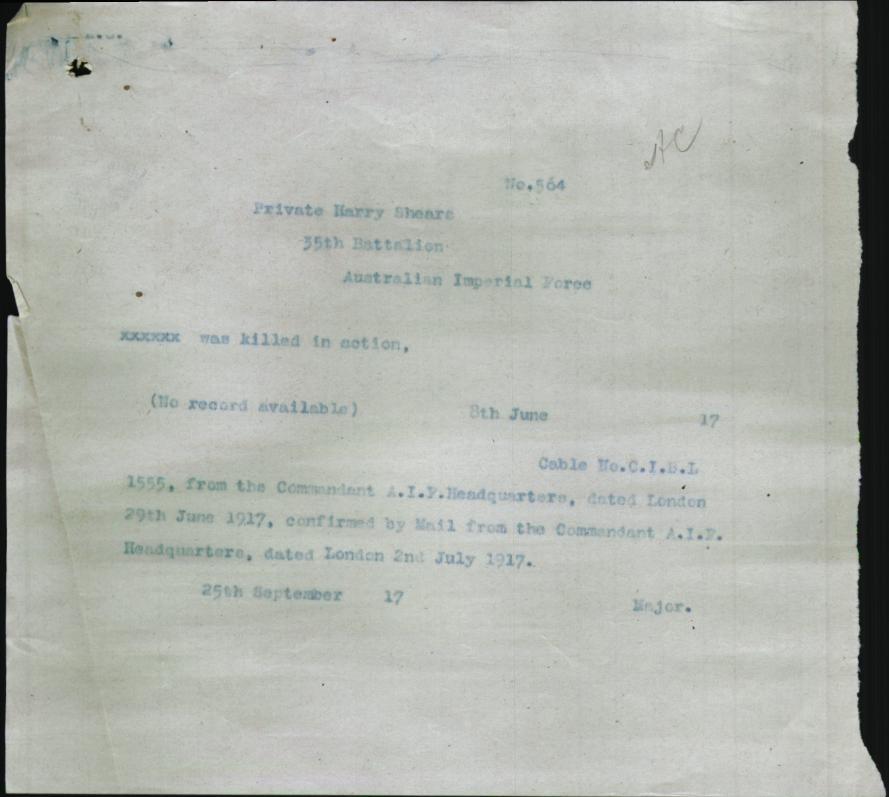 AC
No.564
Private Harry Shears
35th Battalion
Australian Imperial Force
xxxxxx was killed in action,
(No record available) 8th June 17
Cable No.C.I.B.L
1555, from the Commandant A.I.F.Headquarters, dated London
29th June 1917, confirmed by Mail from the Commandant A.I.F.
Headquarters, dated London 2nd July 1917.
25th September 17
Major.